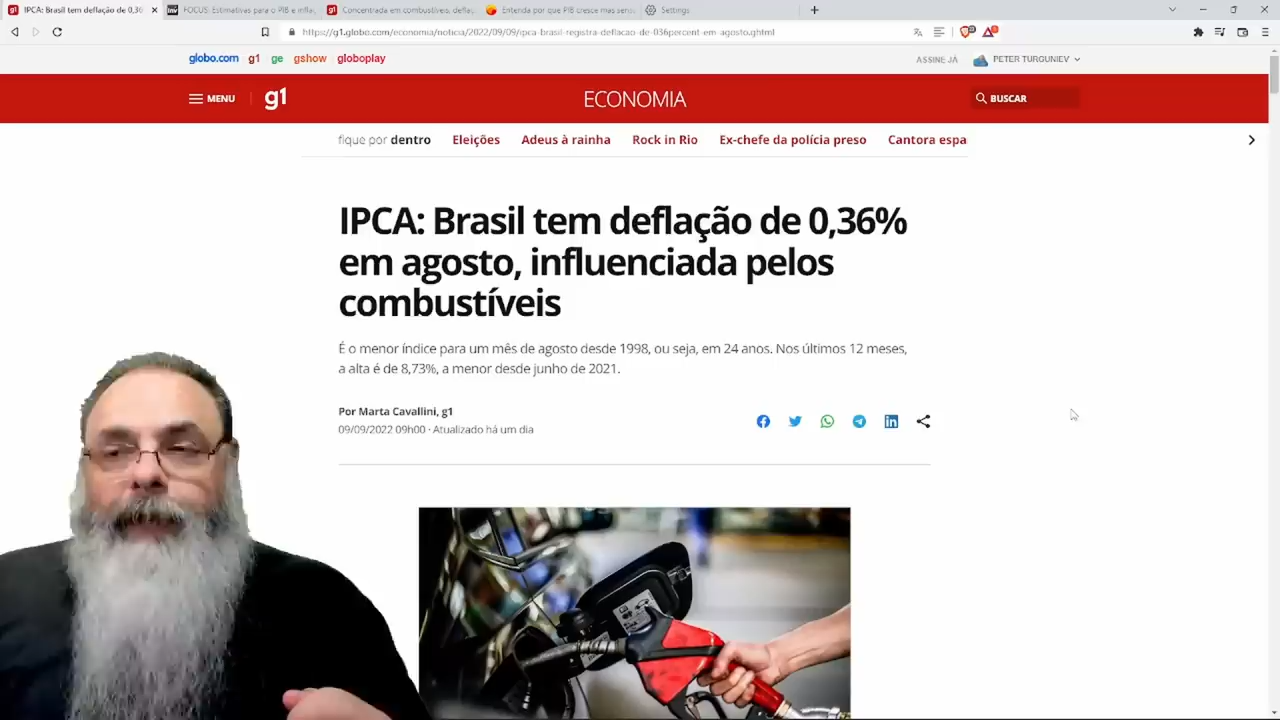 IPCA: Brasil tem deflação de 0,36
FOCUS: Estimativas para o PIB e infla
Concentrada em combustíveis, deflaç
Entenda por que PIB cresce mas sens
Settings
https://g1.globo.com/economia/noticia/2022/09/09/ipca-brasil-registra-deflacao-de-036percent-em-agosto.ghtml
globo.com g1 ge gshow globoplay
ASSINE JÁ
PETER TURGUNIEV
MENU
g1
ECONOMIA
BUSCAR
fique por dentro Eleições Adeus à rainha Rock in Rio Ex-chefe da polícia preso Cantora espa
IPCA: Brasil tem deflação de 0,36%
em agosto, influenciada pelos
combustíveis
É o menor índice para um mês de agosto desde 1998, ou seja, em 24 anos. Nos últimos 12 meses,
a alta é de 8,73%, a menor desde junho de 2021.
Por Marta Cavallini, g1
09/09/2022 09h00 · Atualizado há um dia